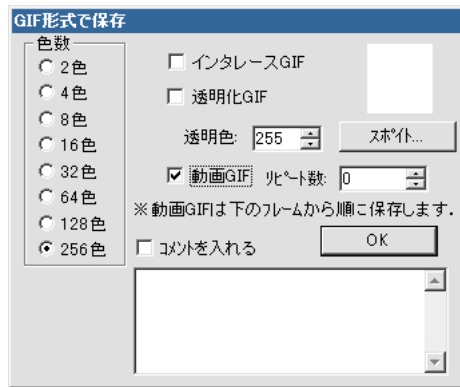 GIF形式で保存
色数
2色
4色
8色
16色
32色
64色
128色
256色
インタレースGIF
透明化GIF
透明色: 255
スポイト...
動画GIF リピート数: 0
※動画GIFは下のフレームから順に保存します.
コメントを入れる
OK